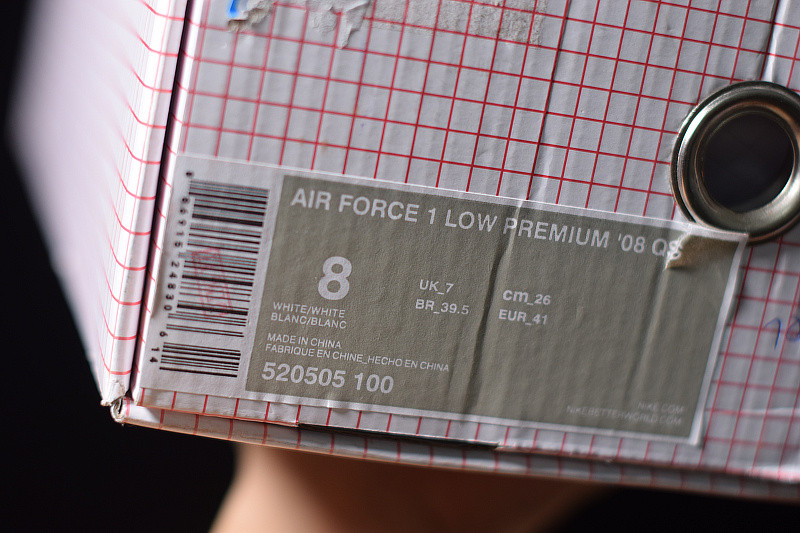 AIR FORCE 1 LOW PREMIUM '08 QS
8
UK_7
cm_26
BR_39.5
EUR_41
WHITE/WHITE
BLANC/BLANC
MADE IN CHINA
FABRIQUE EN CHINE_HECHO EN CHINA
520505 100
NIKE.COM
NIKEBETTERWORLD.COM